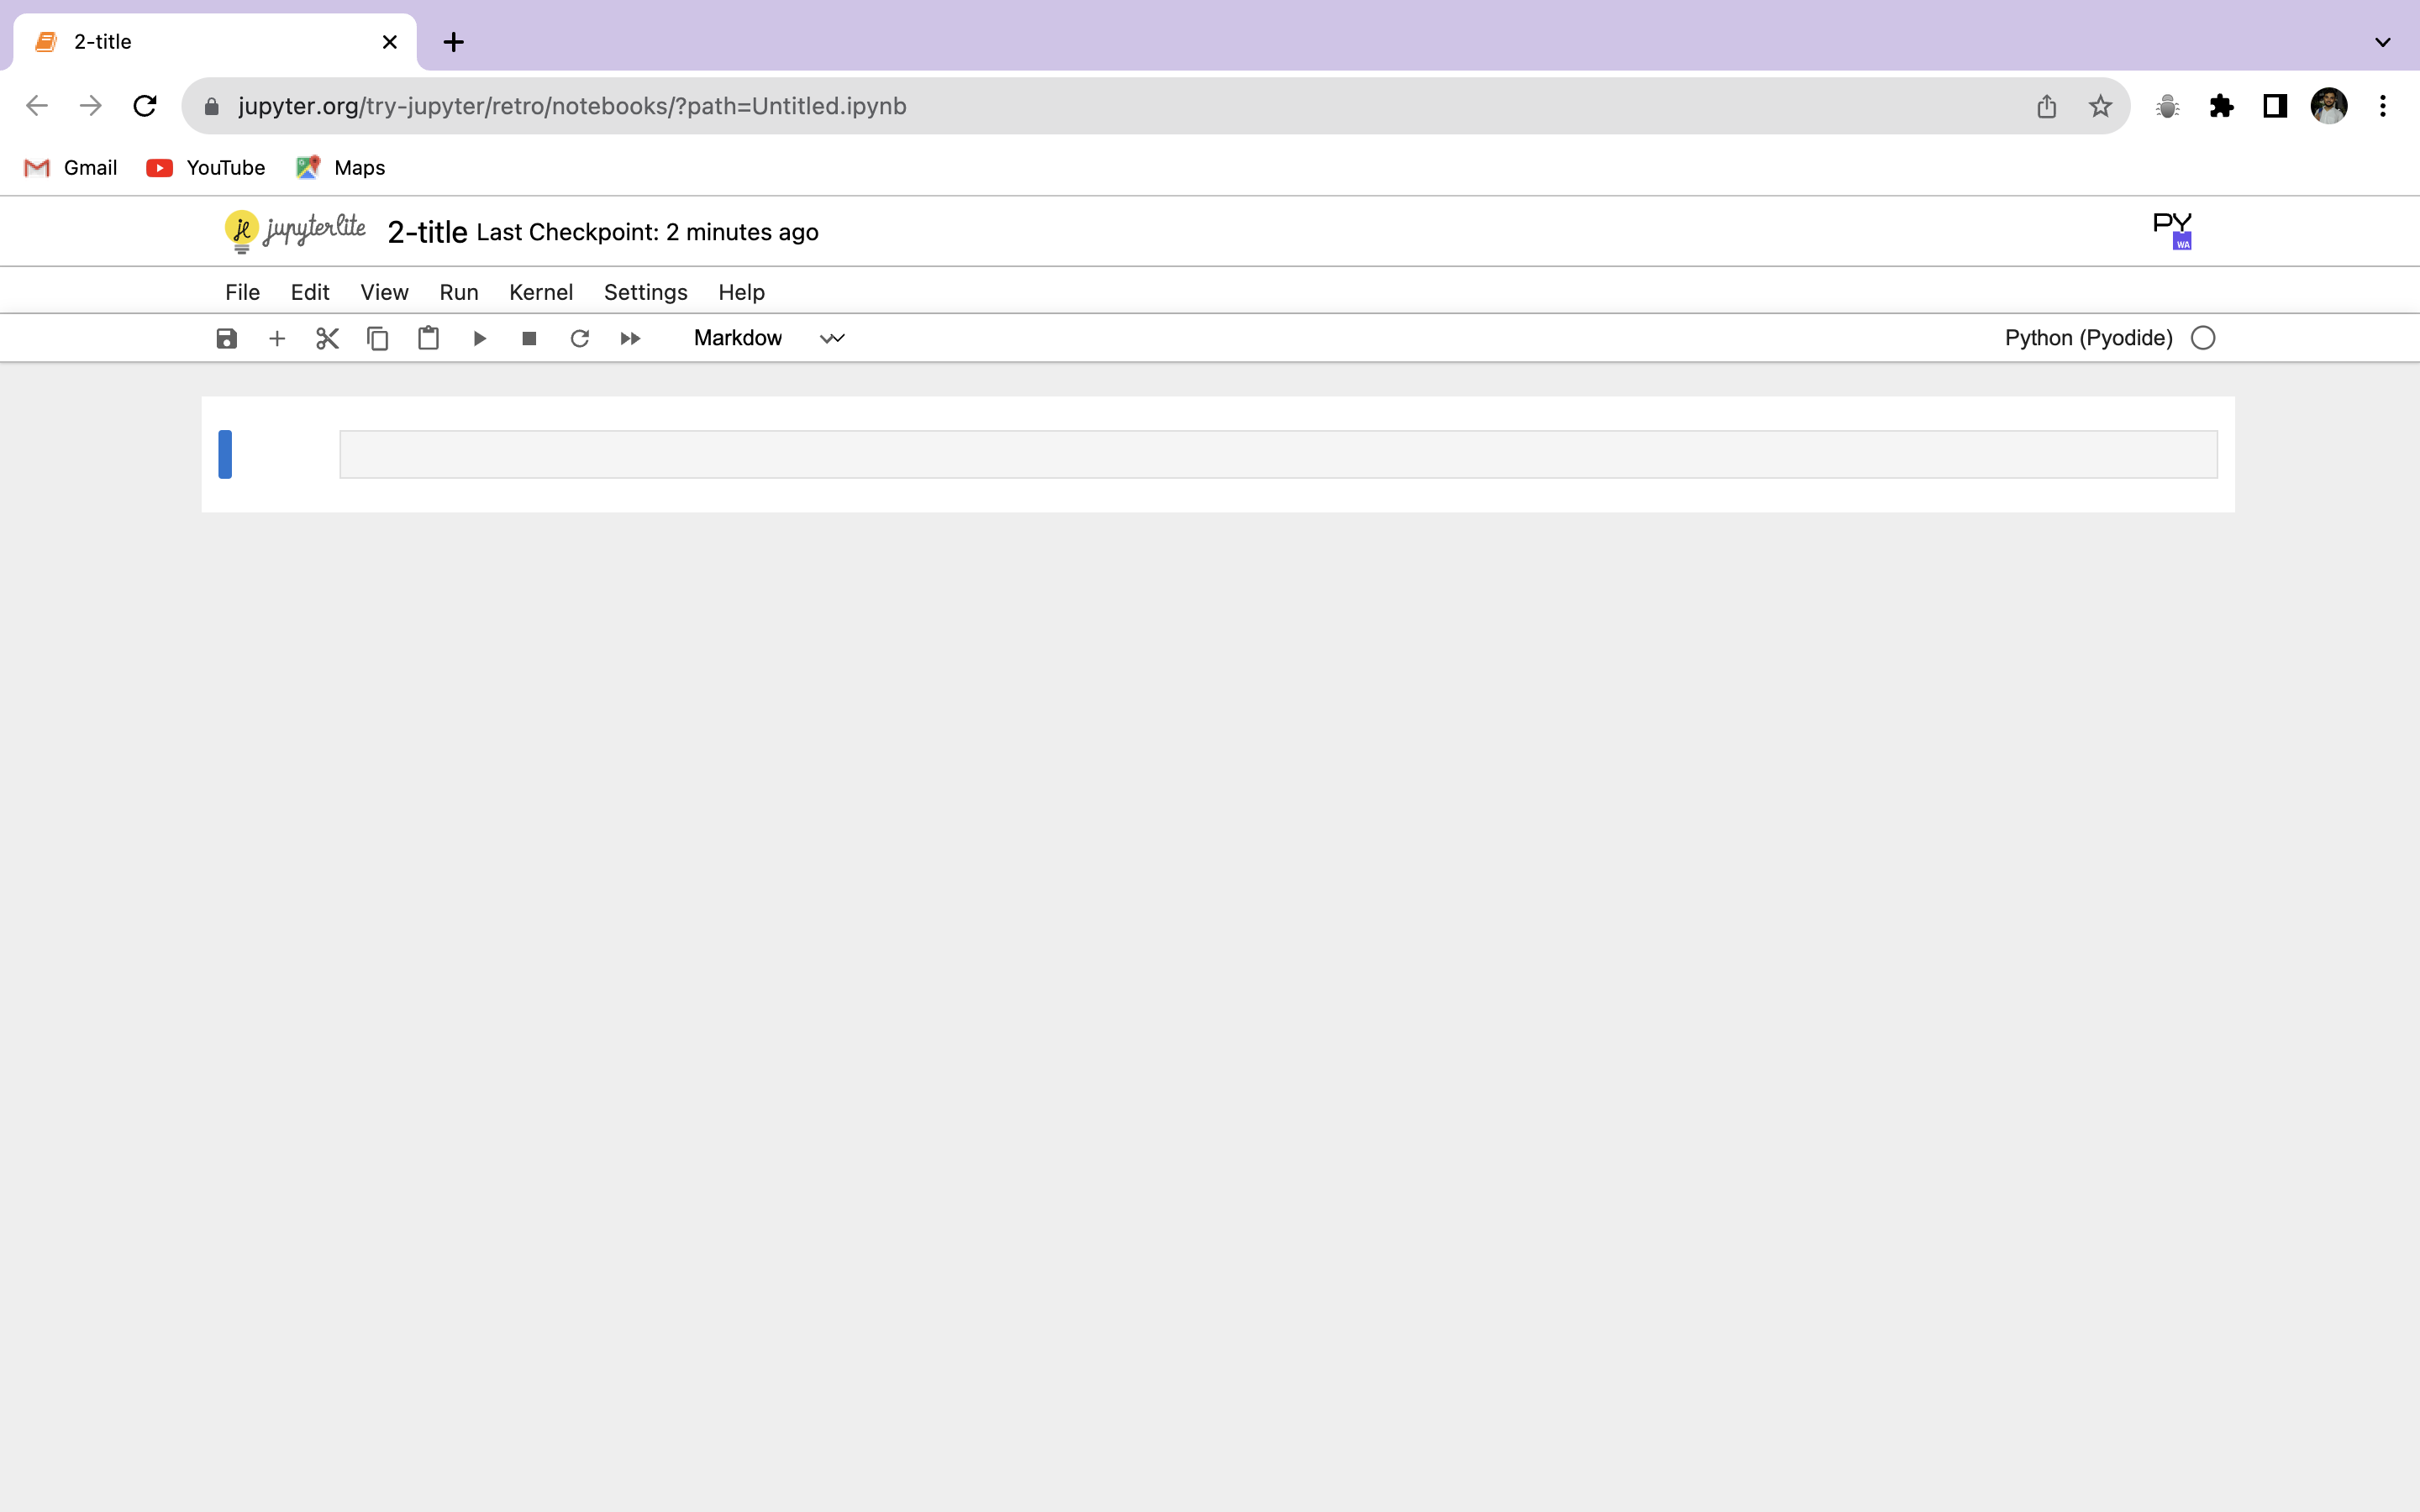 2-title
jupyter.org/try-jupyter/retro/notebooks/?path=Untitled.ipynb
Gmail YouTube Maps
jupyterlite 2-title Last Checkpoint: 2 minutes ago PY WA
File Edit View Run Kernel Settings Help
Markdow Python (Pyodide)